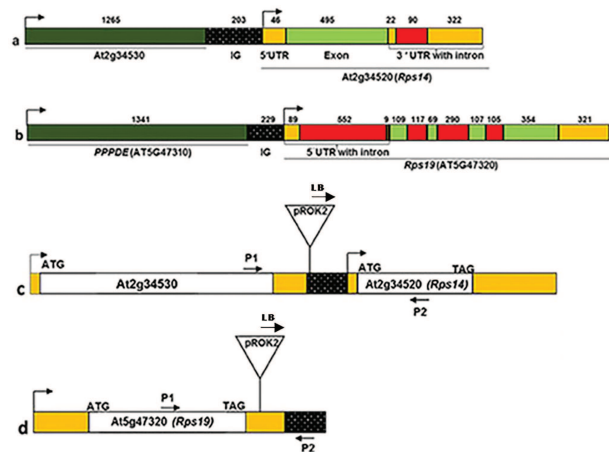 1265 203 46 495 22 90 322
a
At2g34530 IG 5'UTR Exon 3 ' UTR with intron
At2g34520 (Rps14)
1341 229 89 552 9 109 117 69 290 107 105 354 321
b
PPPDE(AT5G47310) IG 5 UTR with intron
Rps19(AT5G47320)
LB
pROK2
ATG P1 ATG TAG
c At2g34530 At2g34520 (Rps14)
P2
LB
pROK2
ATG P1 TAG
d At5g47320 (Rps19)
P2